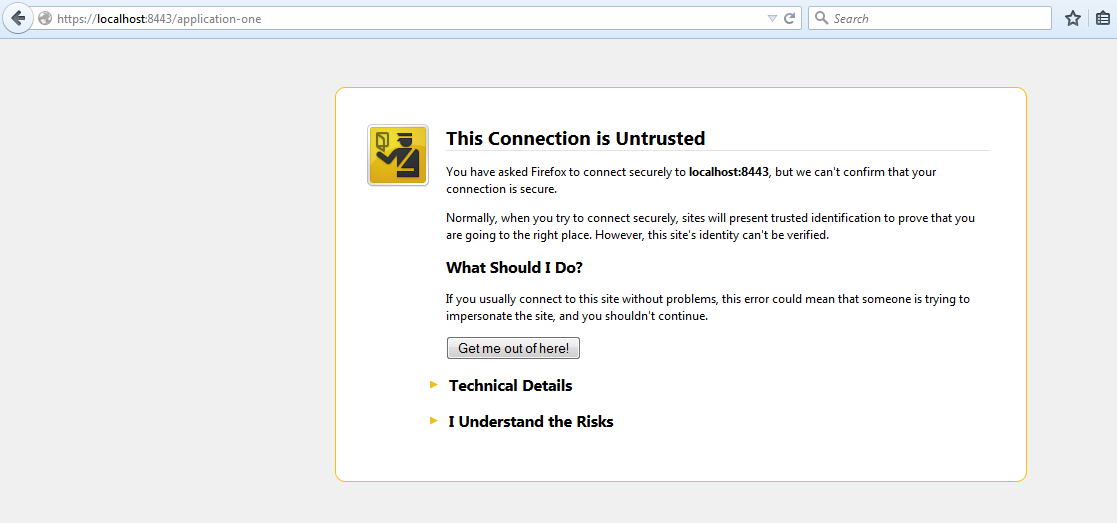 https://localhost:8443/application-one
Search
This Connection is Untrusted
You have asked Firefox to connect securely to localhost:8443, but we can't confirm that your
connection is secure.
Normally, when you try to connect securely, sites will present trusted identification to prove that you
are going to the right place. However, this site's identity can't be verified.
What Should I Do?
If you usually connect to this site without problems, this error could mean that someone is trying to
impersonate the site, and you shouldn't continue.
Get me out of here!
Technical Details
I Understand the Risks